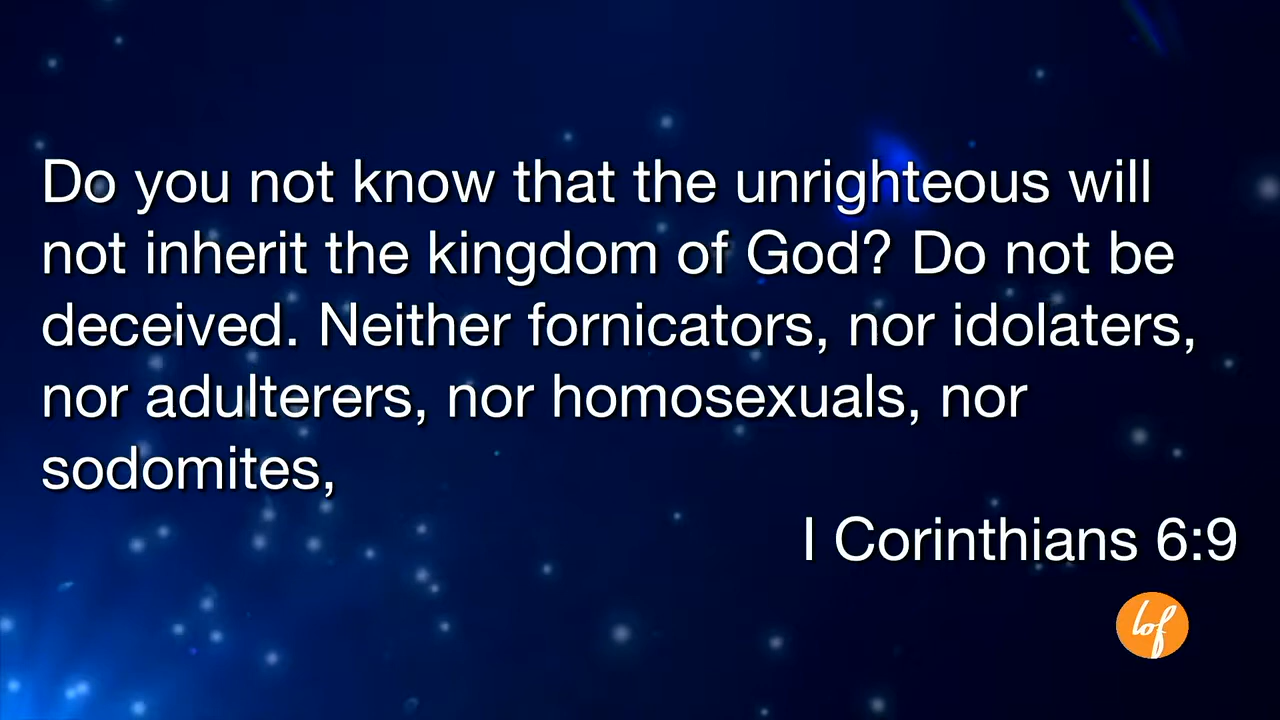 Do you not know that the unrighteous will
not inherit the kingdom of God? Do not be
deceived. Neither fornicators, nor idolaters,
nor adulterers, nor homosexuals, nor
sodomites,
I Corinthians 6:9
lof